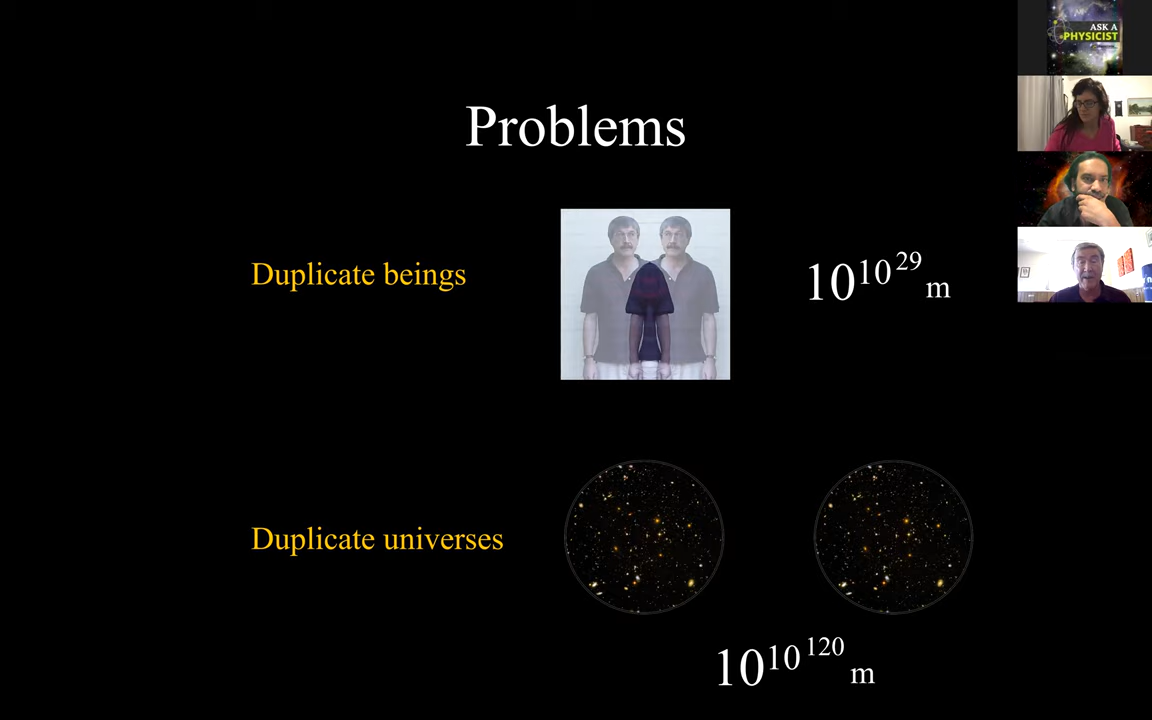 ASK A
PHYSICIST
Problems
Duplicate beings
10^10^29 m
Duplicate universes
10^10^120 m